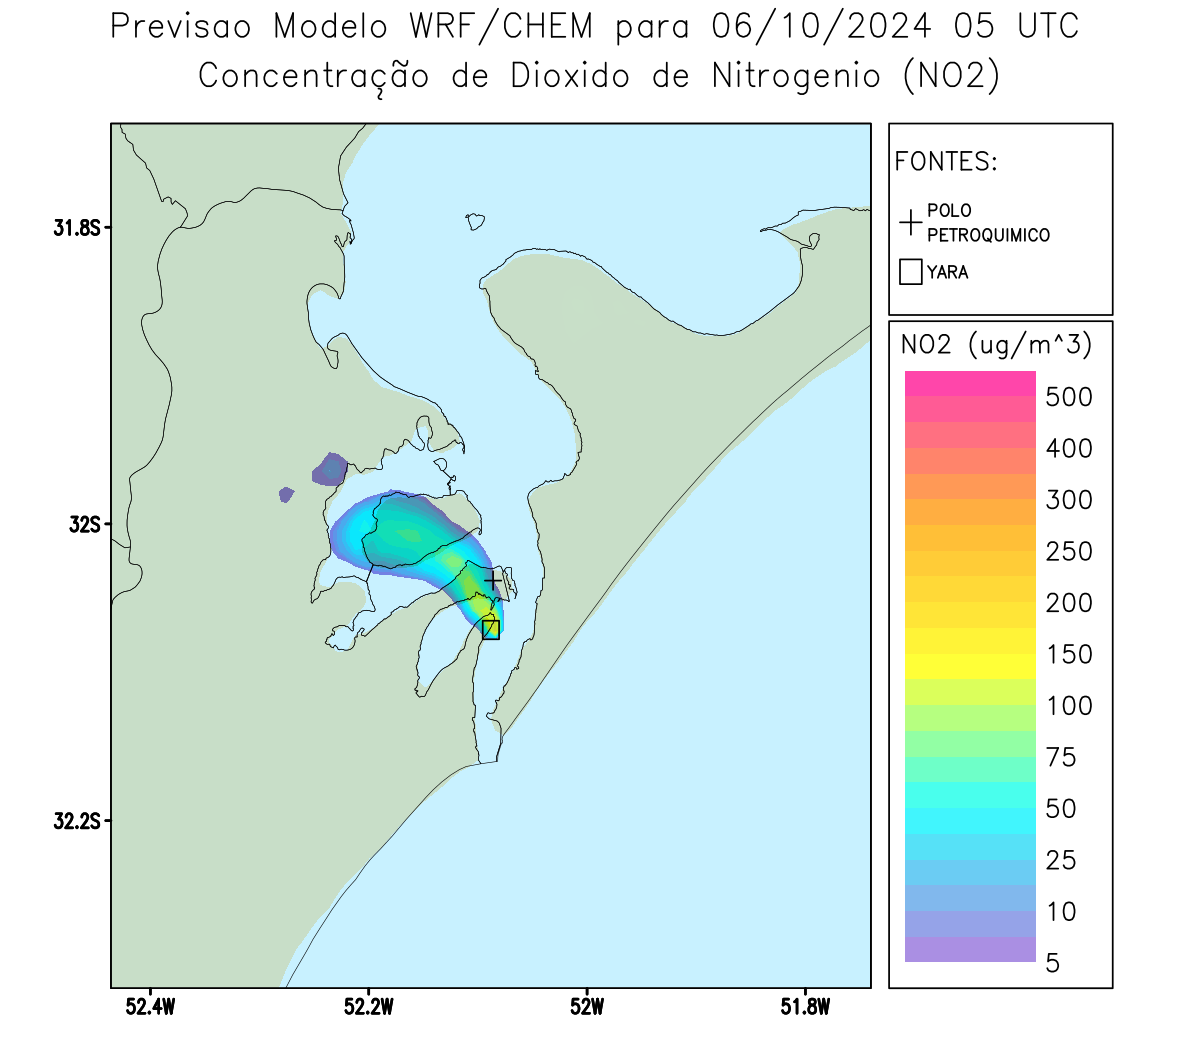 Previsao Modelo WRF/CHEM para 06/10/2024 05 UTC
Concentração de Dioxido de Nitrogenio (NO2)
FONTES:
POLO
PETROQUIMICO
YARA
31.8S
32S
32.2S
52.4W
52.2W
52W
51.8W
NO2 (ug/m^3)
500
400
300
250
200
150
100
75
50
25
10
5